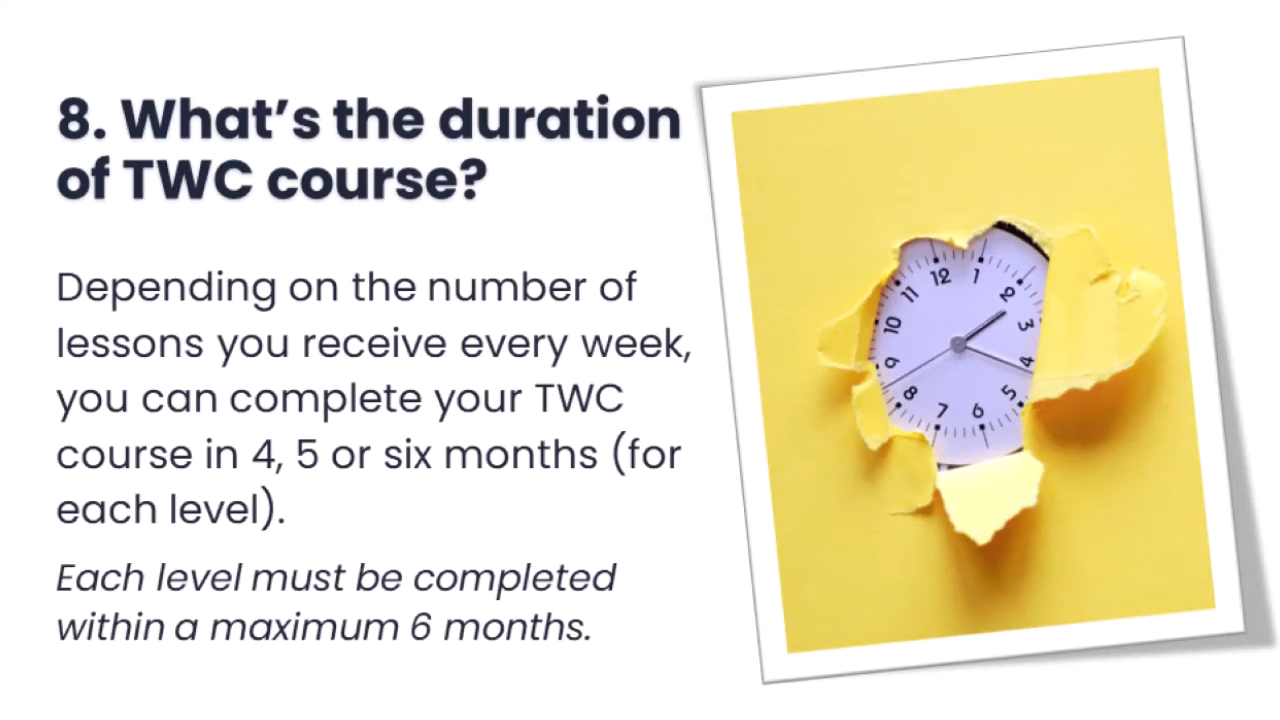 8. What's the duration
of TWC course?
Depending on the number of
lessons you receive every week,
you can complete your TWC
course in 4, 5 or six months (for
each level).
Each level must be completed
within a maximum 6 months.
12
1
2
3
4
5
6
7
8
9
10
11